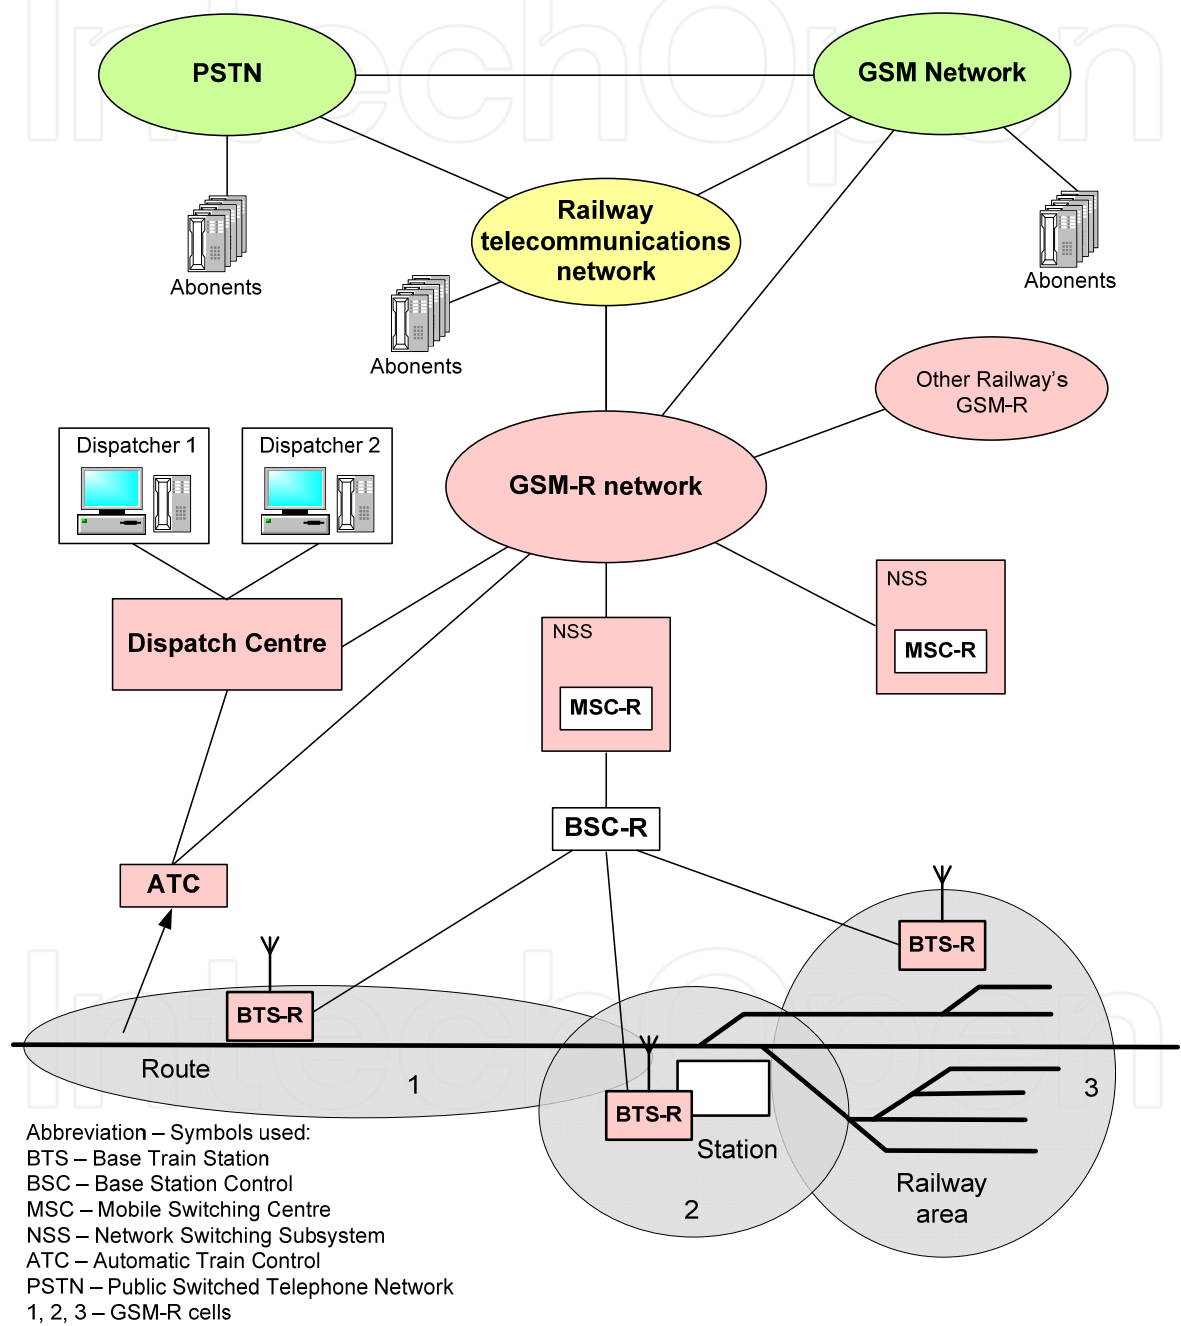 IntechOpen
PSTN
GSM Network
Railway
telecommunications
network
Abonents
Abonents
Abonents
Other Railway's
GSM-R
Dispatcher 1
Dispatcher 2
GSM-R network
NSS
MSC-R
Dispatch Centre
NSS
MSC-R
BSC-R
ATC
BTS-R
IntechOpen
BTS-R
Route
1
BTS-R
Station
2
3
Railway
area
Abbreviation – Symbols used:
BTS – Base Train Station
BSC – Base Station Control
MSC – Mobile Switching Centre
NSS – Network Switching Subsystem
ATC – Automatic Train Control
PSTN – Public Switched Telephone Network
1, 2, 3 – GSM-R cells